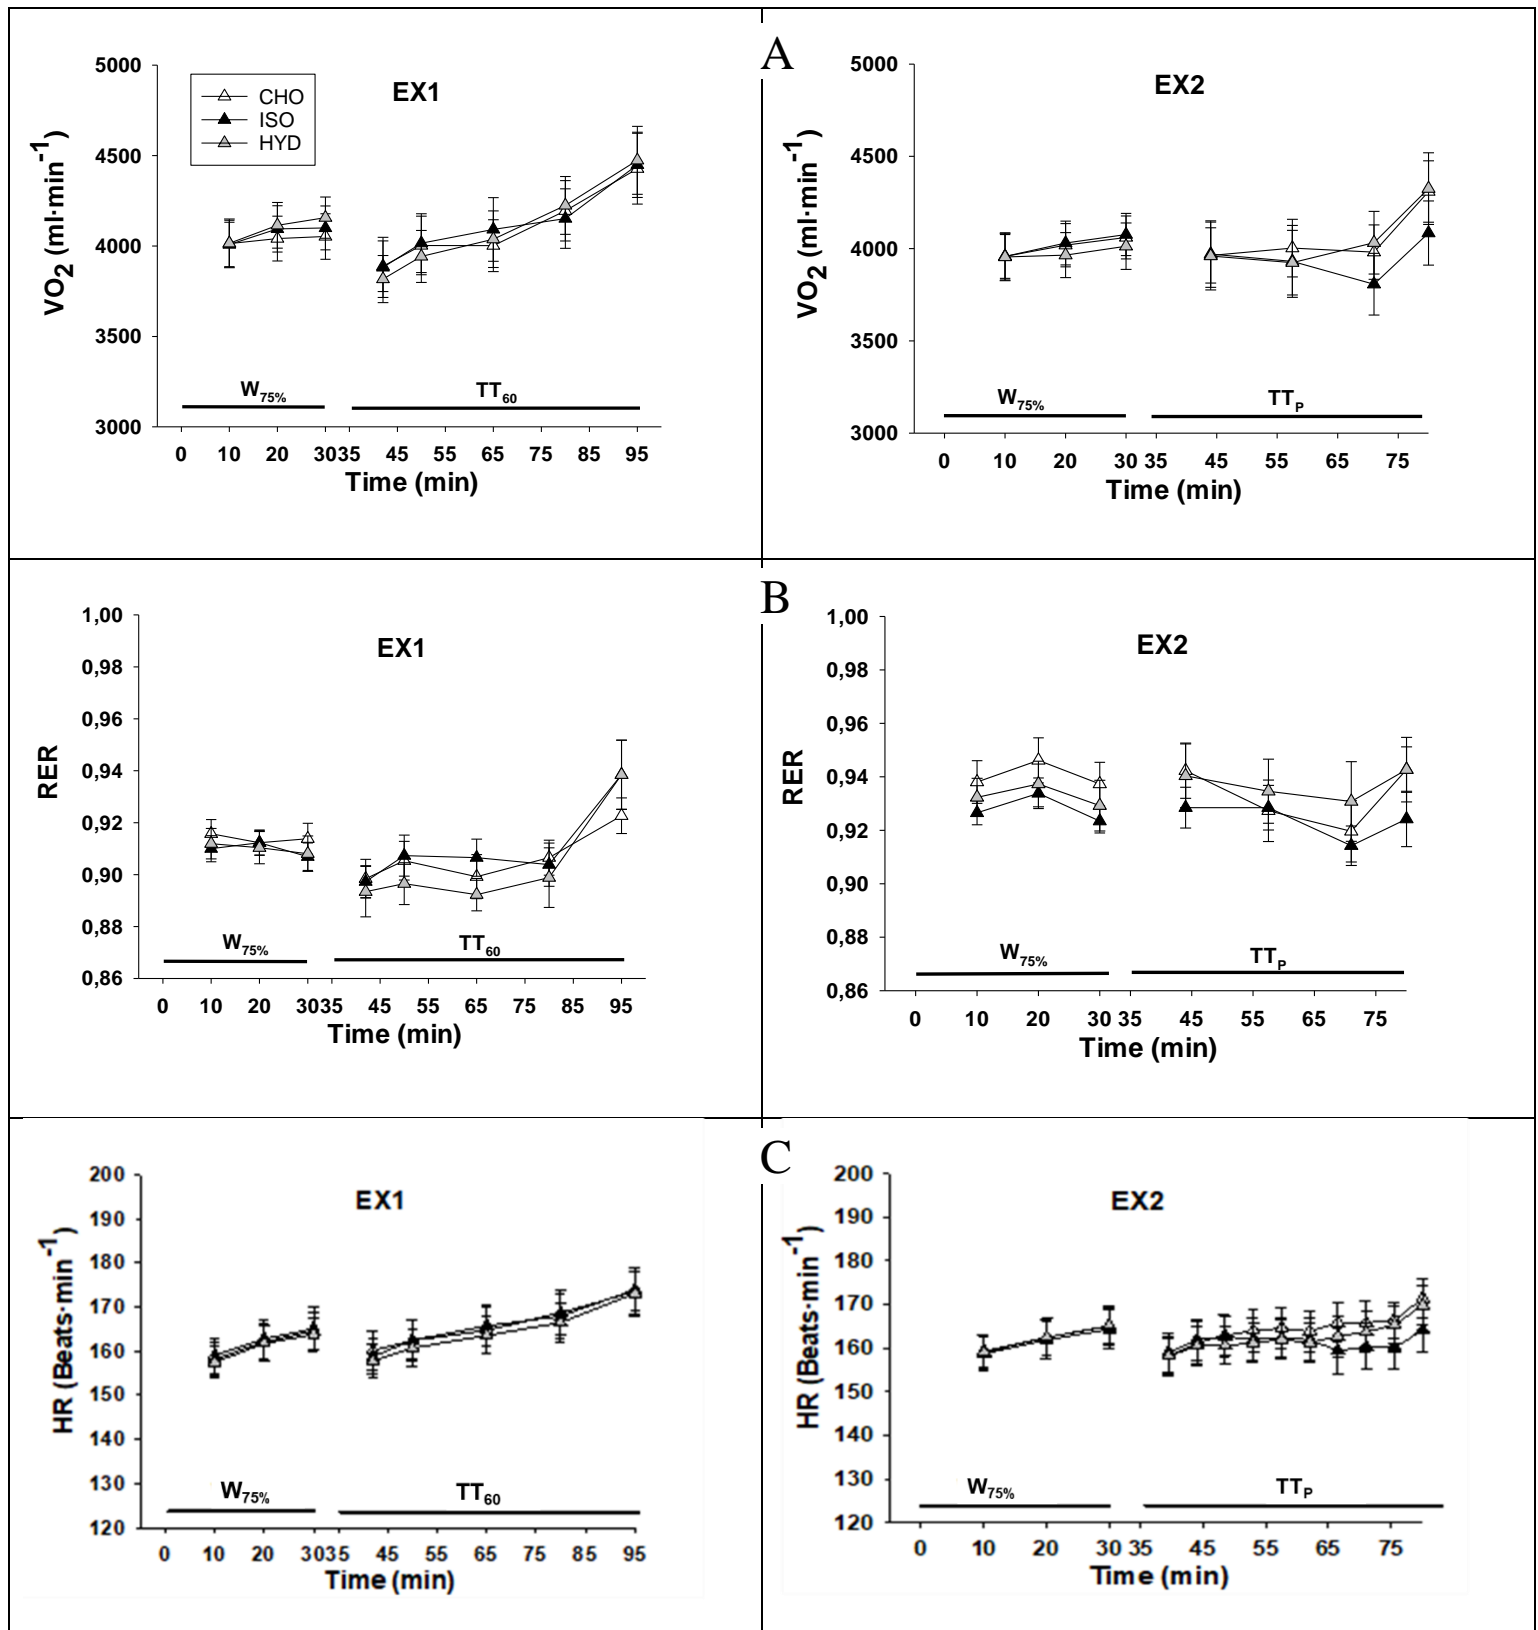 A
EX1
CHO
ISO
HYD
VO2 (ml·min-1)
5000
4500
4000
3500
3000
W75%
TT60
0 10 20 30 35 45 55 65 75 85 95
Time (min)
EX2
VO2 (ml·min-1)
5000
4500
4000
3500
3000
W75%
TTP
0 10 20 30 35 45 55 65 75
Time (min)
B
EX1
RER
1,00
0,98
0,96
0,94
0,92
0,90
0,88
0,86
W75%
TT60
0 10 20 30 35 45 55 65 75 85 95
Time (min)
EX2
RER
1,00
0,98
0,96
0,94
0,92
0,90
0,88
0,86
W75%
TTP
0 10 20 30 35 45 55 65 75
Time (min)
C
EX1
HR (Beats·min-1)
200
190
180
170
160
150
140
130
120
W75%
TT60
0 10 20 30 35 45 55 65 75 85 95
Time (min)
EX2
HR (Beats·min-1)
200
190
180
170
160
150
140
130
120
W75%
TTP
0 10 20 30 35 45 55 65 75
Time (min)